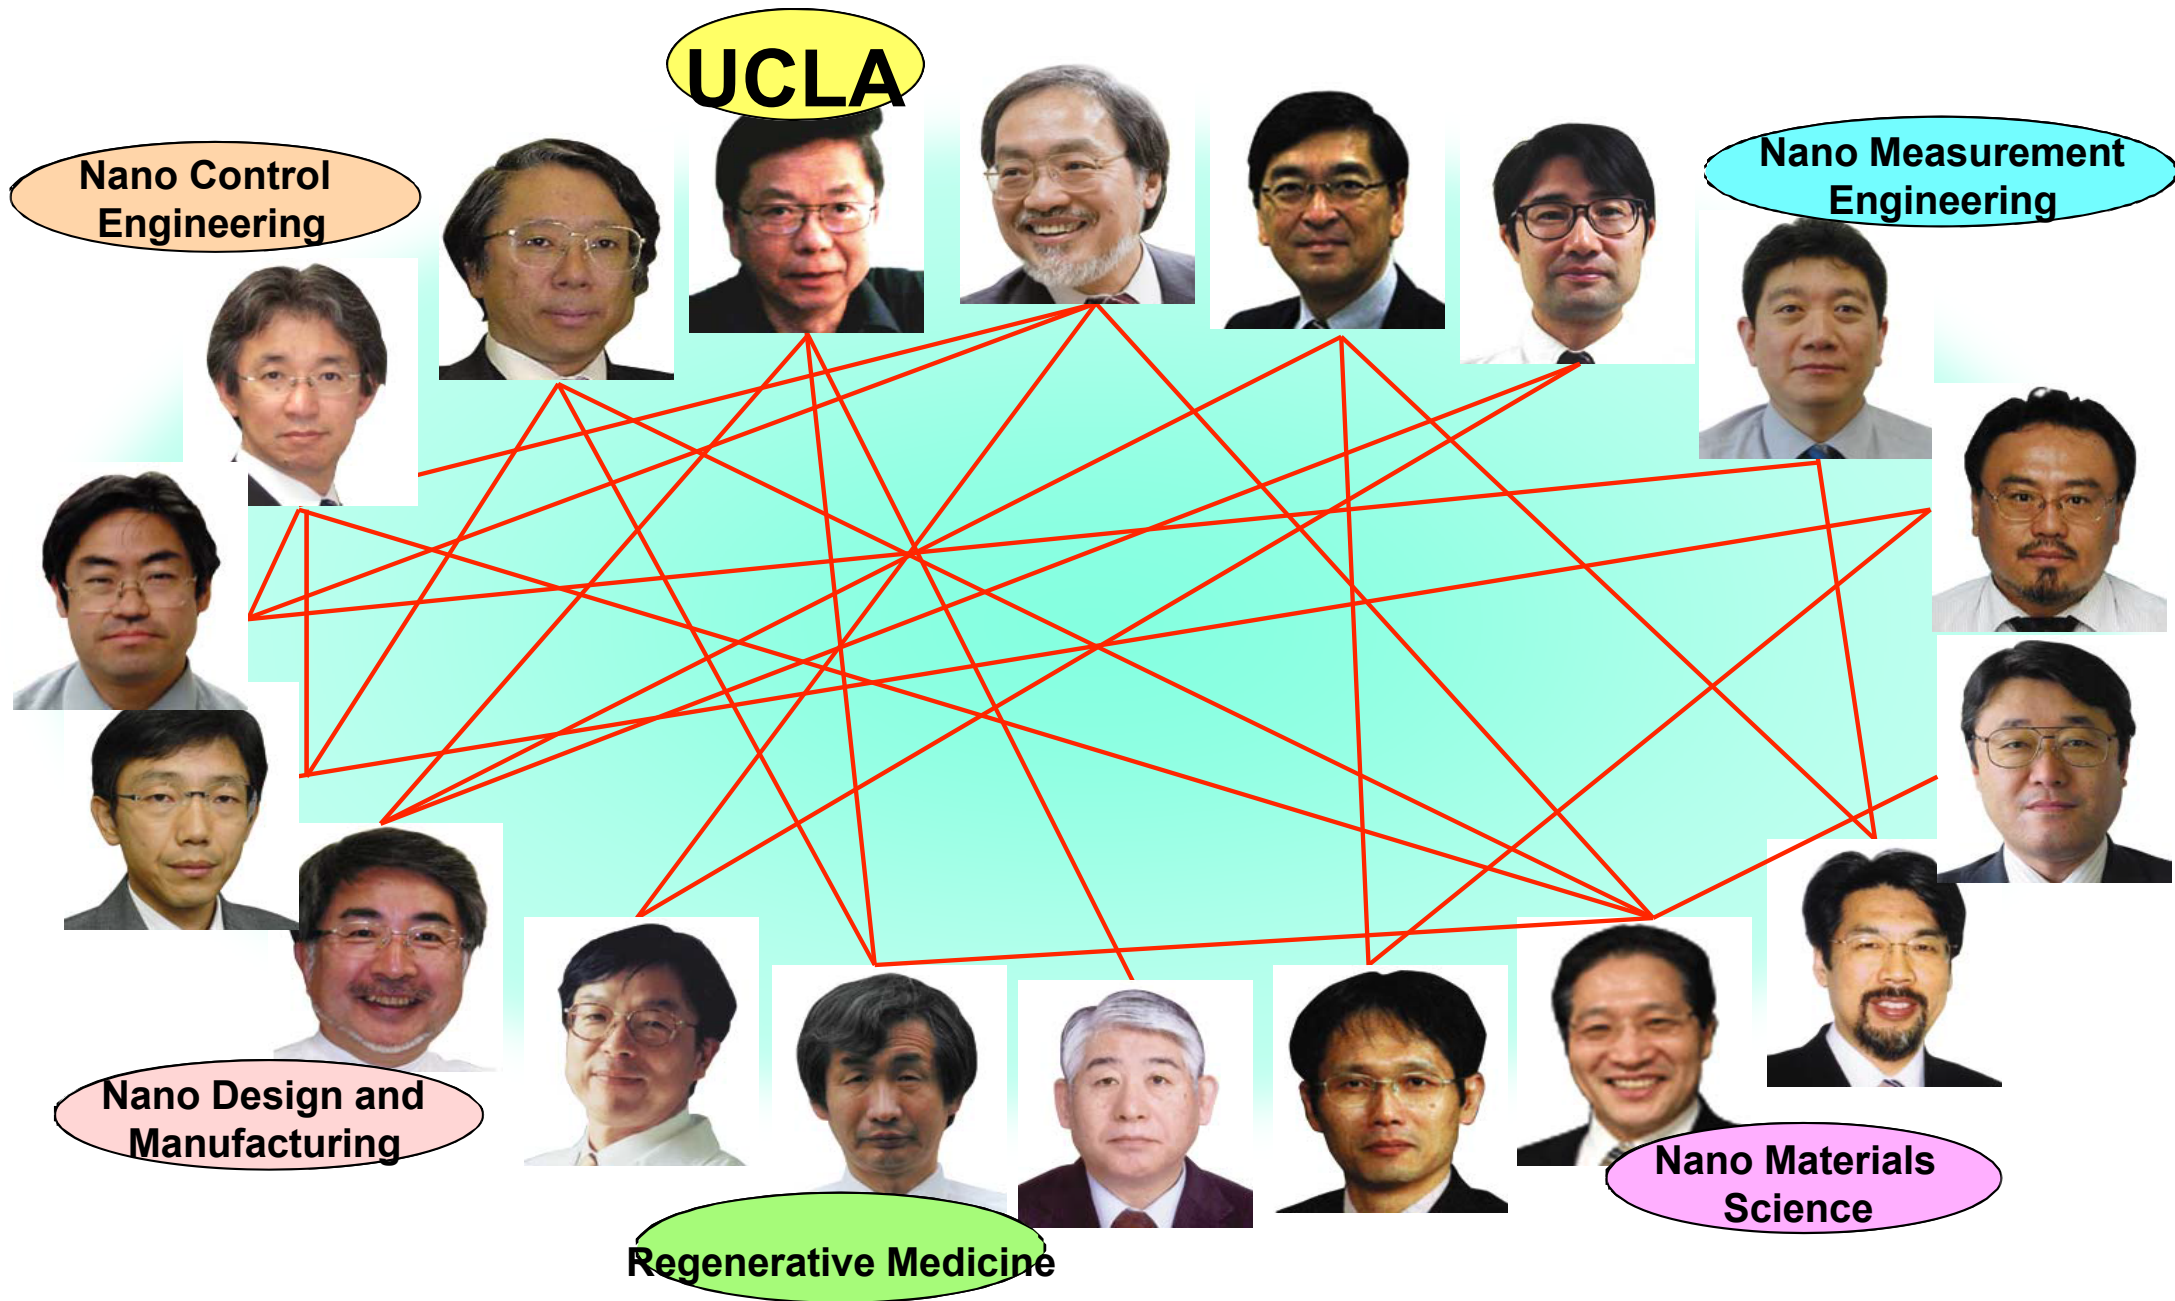 UCLA
Nano Control
Engineering
Nano Measurement
Engineering
Nano Design and
Manufacturing
Nano Materials
Science
Regenerative Medicine